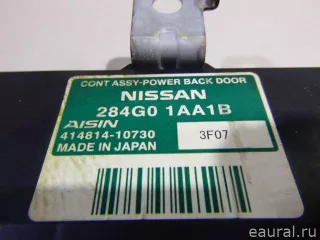 CONT ASSY-POWER BACK DOOR
NISSAN
284G0 1AA1B
AISIN
414814-10730
3F07
MADE IN JAPAN
eaural.ru